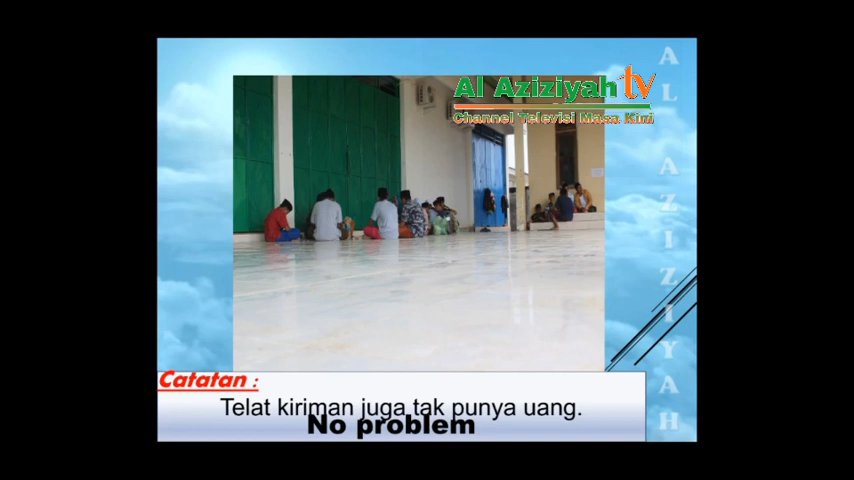 Al Aziziyah tv
Channel Televisi Masa Kini
AL AZIZIYAH
Catatan :
Telat kiriman juga tak punya uang.
No problem